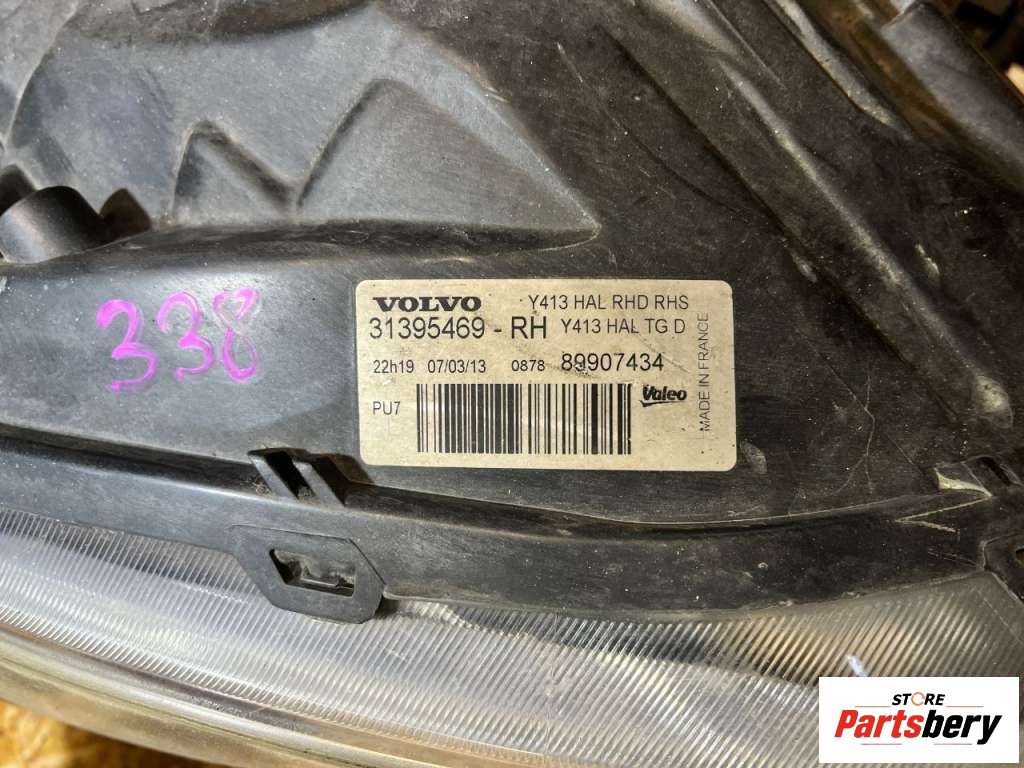 338
VOLVO Y413 HAL RHD RHS
31395469 - RH Y413 HAL TG D
22h19 07/03/13 0878 89907434
PU7
Valeo
MADE IN FRANCE
STORE
Partsbery